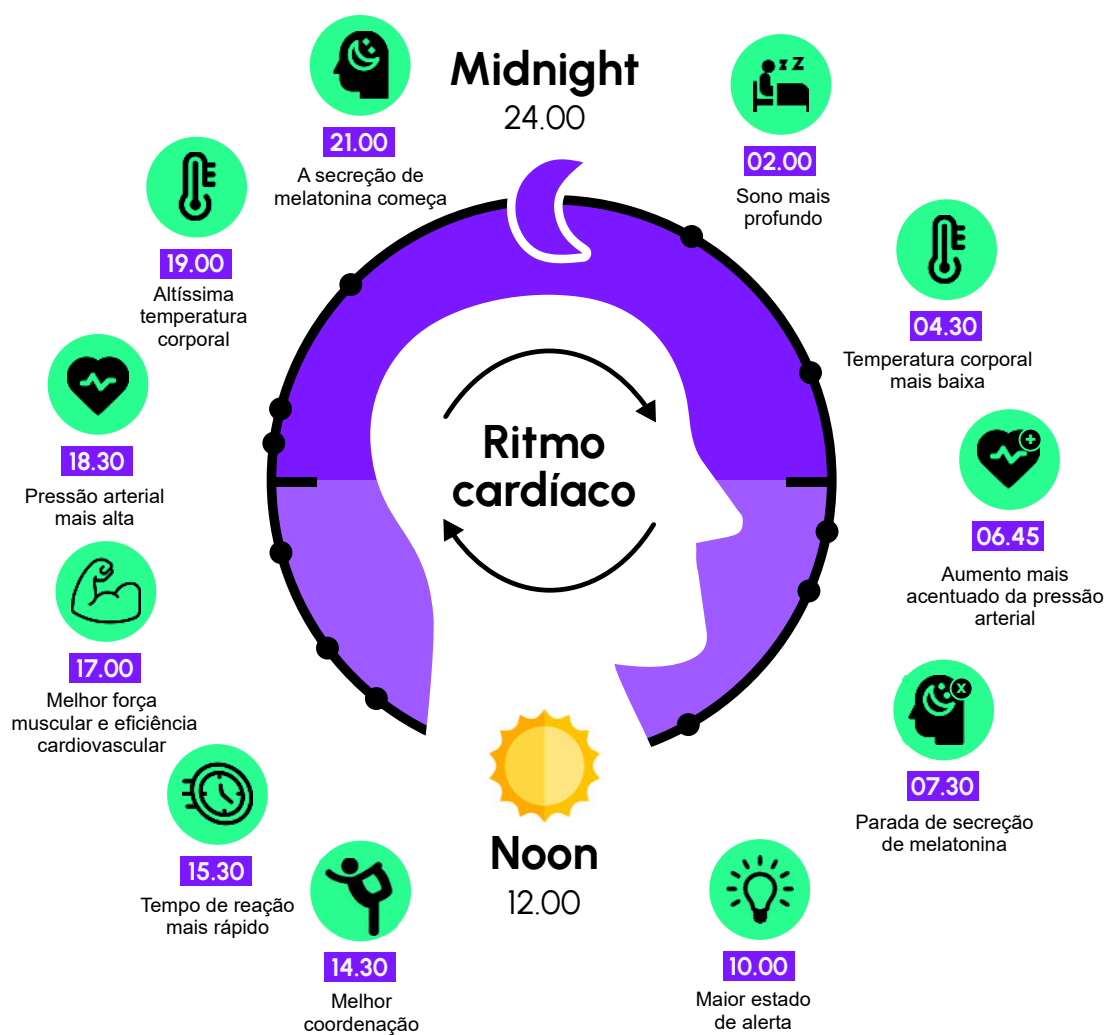 Midnight
24.00
02.00
Sono mais
profundo
04.30
Temperatura corporal
mais baixa
06.45
Aumento mais
acentuado da pressão
arterial
07.30
Parada de secreção
de melatonina
10.00
Maior estado
de alerta
Noon
12.00
14.30
Melhor
coordenação
15.30
Tempo de reação
mais rápido
17.00
Melhor força
muscular e eficiência
cardiovascular
18.30
Pressão arterial
mais alta
19.00
Altíssima
temperatura
corporal
21.00
A secreção de
melatonina começa
Ritmo
cardíaco
z Z
x